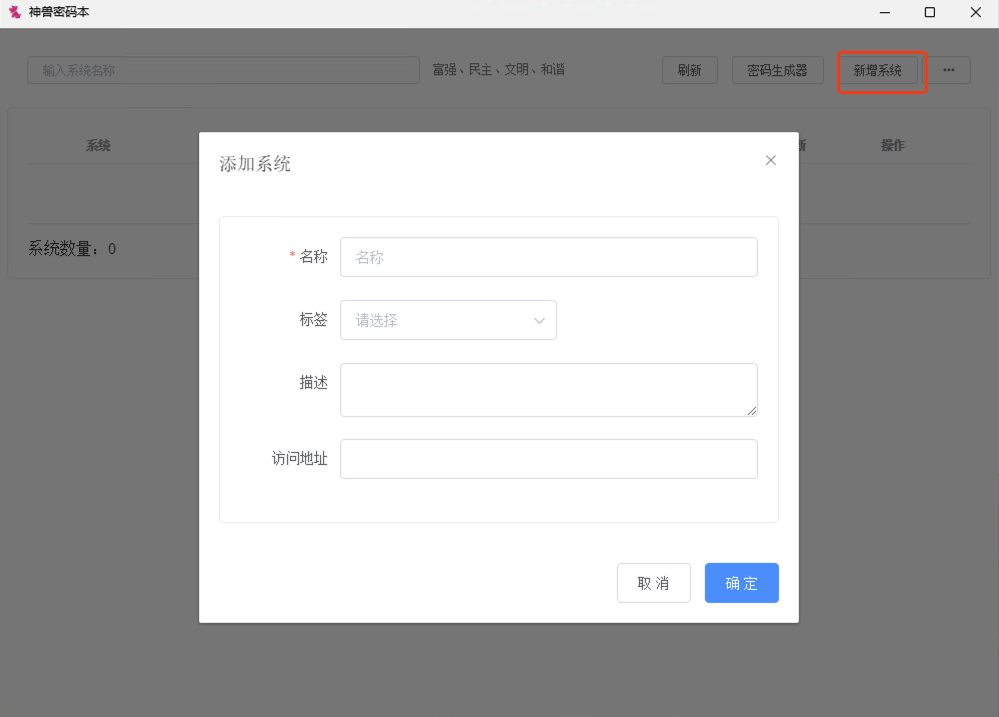 神兽密码本
输入系统名称 富强、民主、文明、和谐 刷新 密码生成器 新增系统 ···
系统 新 操作
系统数量：0
添加系统
* 名称 名称
标签 请选择
描述
访问地址
取消 确定